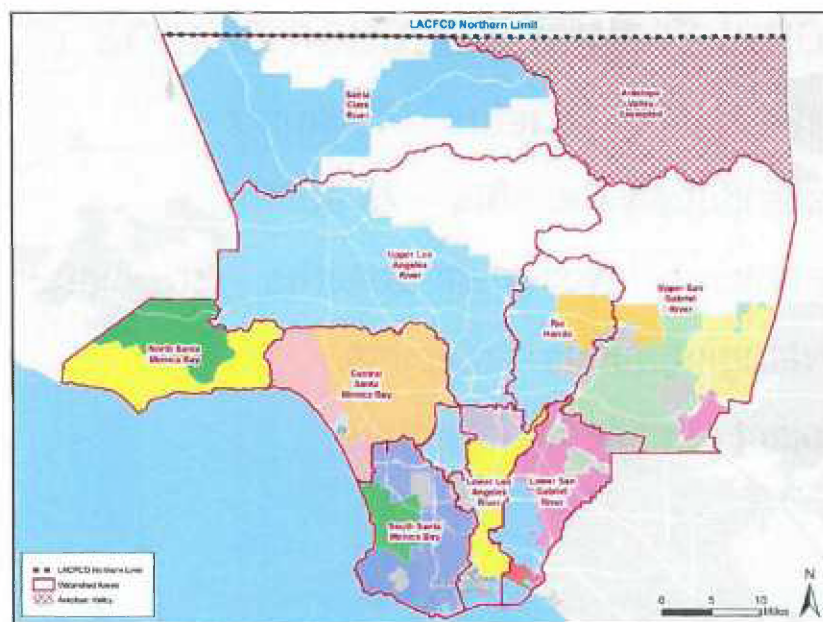 LACFCD Northern Limit
Santa
Clara
River
Antelope
Valley
Upper Los
Angeles
River
Upper San
Gabriel
River
Rio
Hondo
North Santa
Monica Bay
Central
Santa
Monica Bay
Lower Los
Angeles
River
Lower San
Gabriel
River
South Santa
Monica Bay
LACFCD Northern Limit
Watershed Areas
Antelope Valley
N
0 5 10
Miles